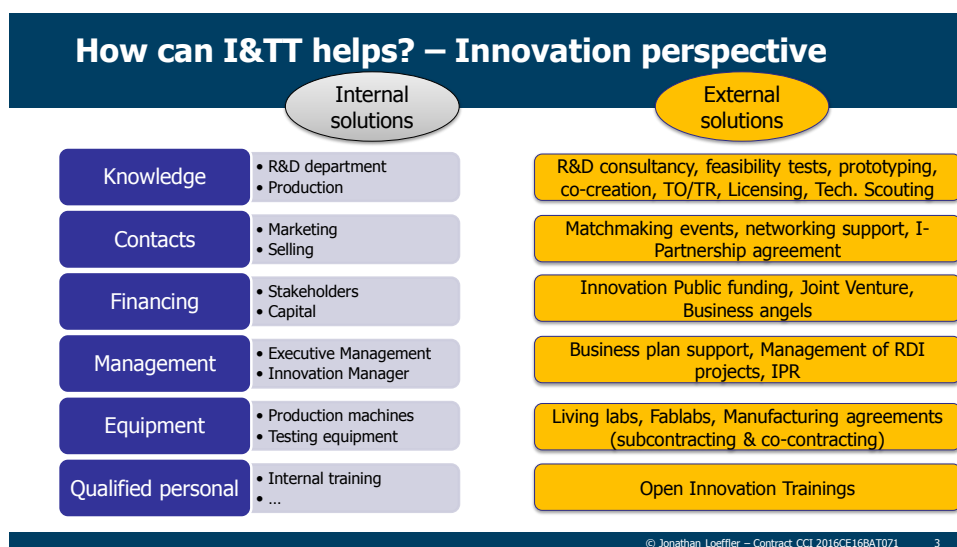 How can I&TT helps? – Innovation perspective
Internal
solutions
External
solutions
Knowledge
• R&D department
• Production
R&D consultancy, feasibility tests, prototyping,
co-creation, TO/TR, Licensing, Tech. Scouting
Contacts
• Marketing
• Selling
Matchmaking events, networking support, I-
Partnership agreement
Financing
• Stakeholders
• Capital
Innovation Public funding, Joint Venture,
Business angels
Management
• Executive Management
• Innovation Manager
Business plan support, Management of RDI
projects, IPR
Equipment
• Production machines
• Testing equipment
Living labs, Fablabs, Manufacturing agreements
(subcontracting & co-contracting)
Qualified personal
• Internal training
• ...
Open Innovation Trainings
© Jonathan Loeffler – Contract CCI 2016CE16BAT071 3